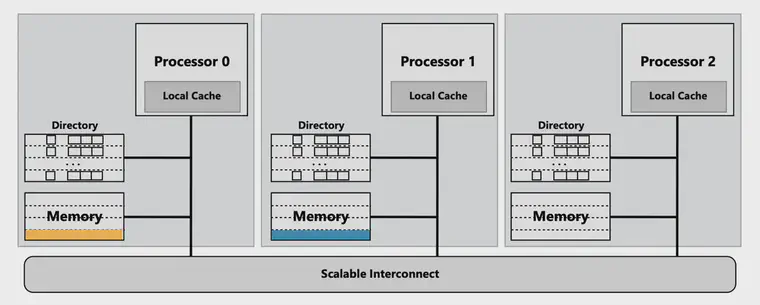 Processor 0
Local Cache
Directory
...
Memory
Processor 1
Local Cache
Directory
...
Memory
Processor 2
Local Cache
Directory
...
Memory
Scalable Interconnect